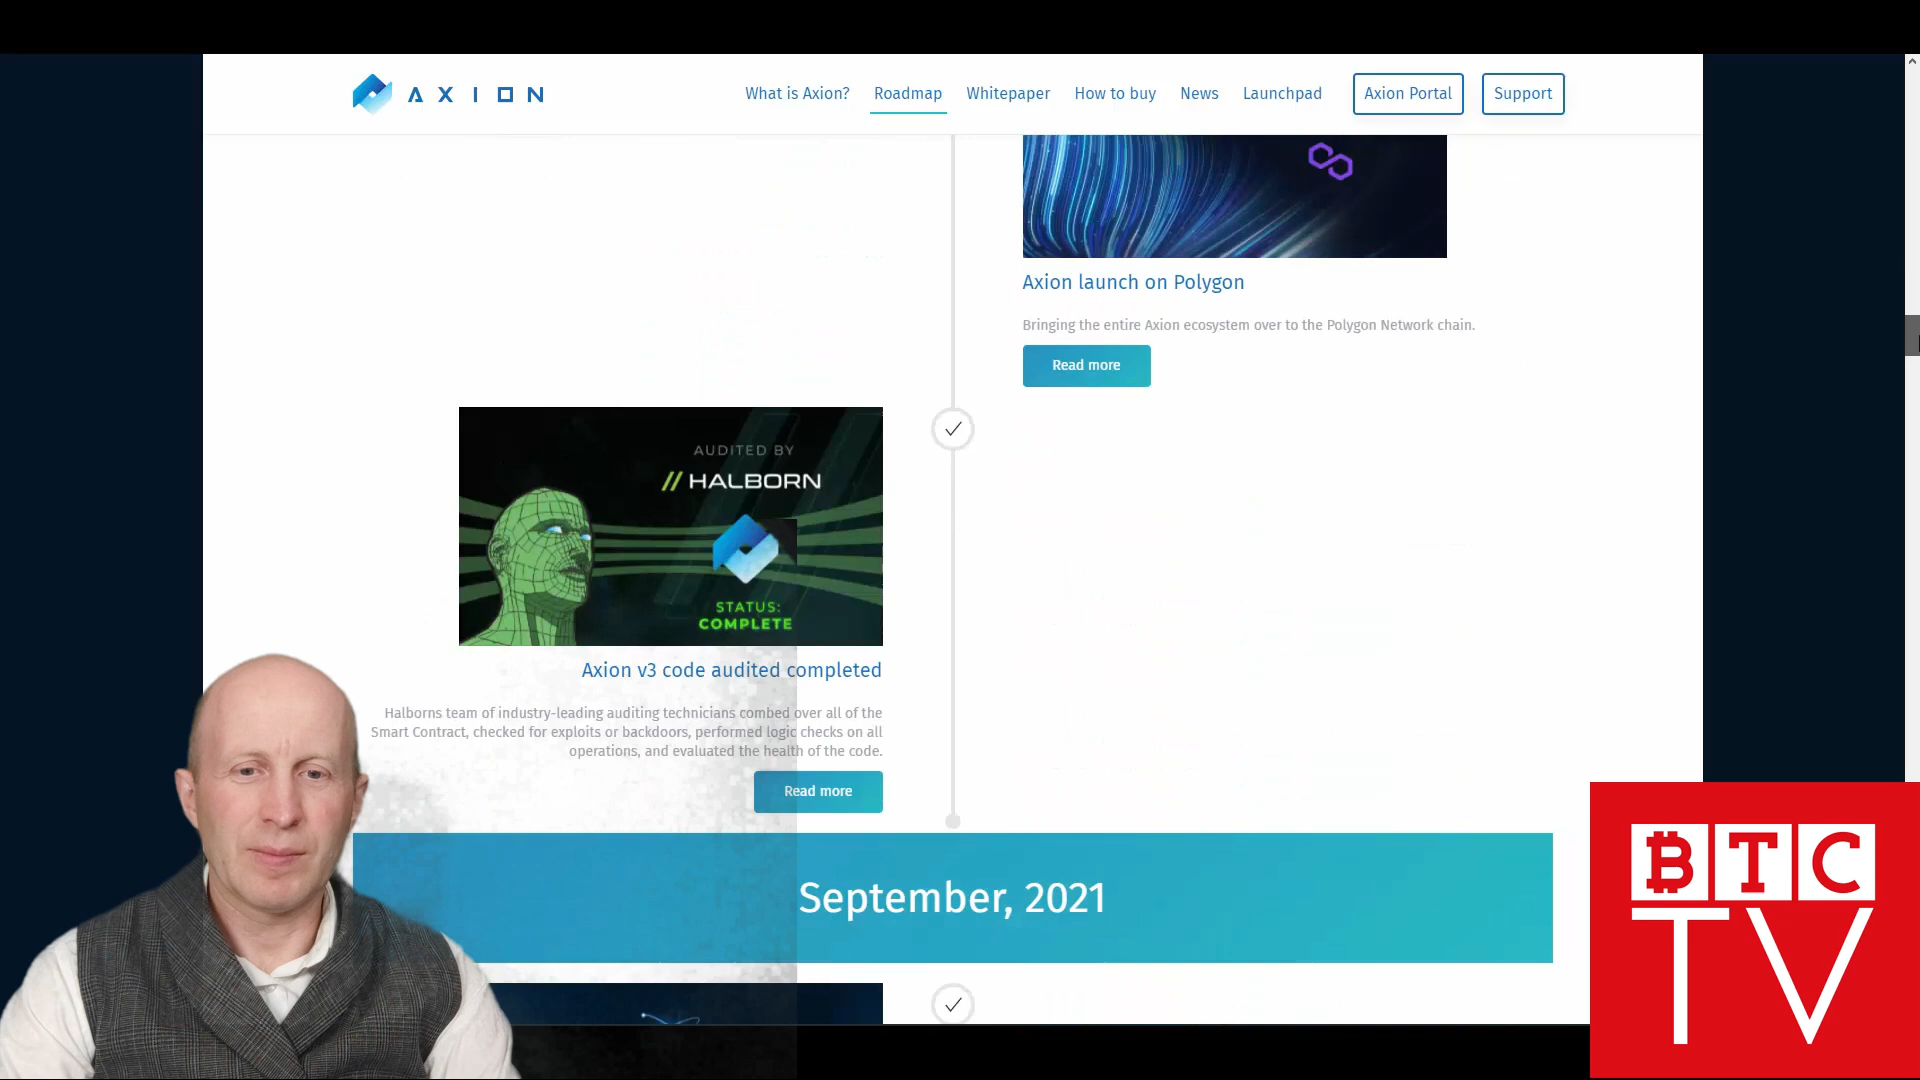 AXION
What is Axion?
Roadmap
Whitepaper
How to buy
News
Launchpad
Axion Portal
Support
Axion launch on Polygon
Bringing the entire Axion ecosystem over to the Polygon Network chain.
Read more
AUDITED BY
// HALBORN
STATUS:
COMPLETE
Axion v3 code audited completed
Halborns team of industry-leading auditing technicians combed over all of the
Smart Contract, checked for exploits or backdoors, performed logic checks on all
operations, and evaluated the health of the code.
Read more
September, 2021
BTC
TV